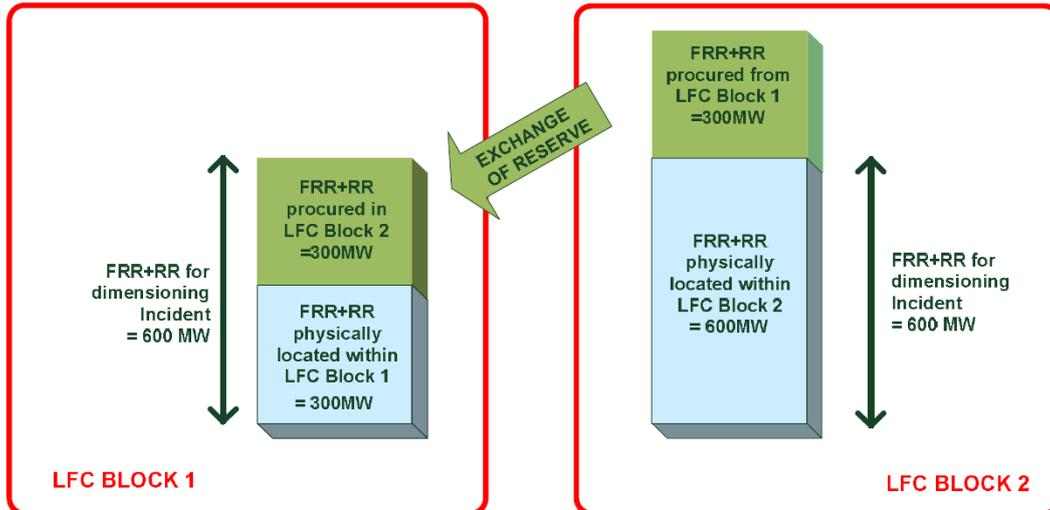 FRR+RR for
dimensioning
Incident
= 600 MW
FRR+RR
procured in
LFC Block 2
=300MW
FRR+RR
physically
located within
LFC Block 1
= 300MW
LFC BLOCK 1
EXCHANGE
OF RESERVE
FRR+RR
procured from
LFC Block 1
=300MW
FRR+RR
physically
located within
LFC Block 2
= 600MW
FRR+RR for
dimensioning
Incident
= 600 MW
LFC BLOCK 2